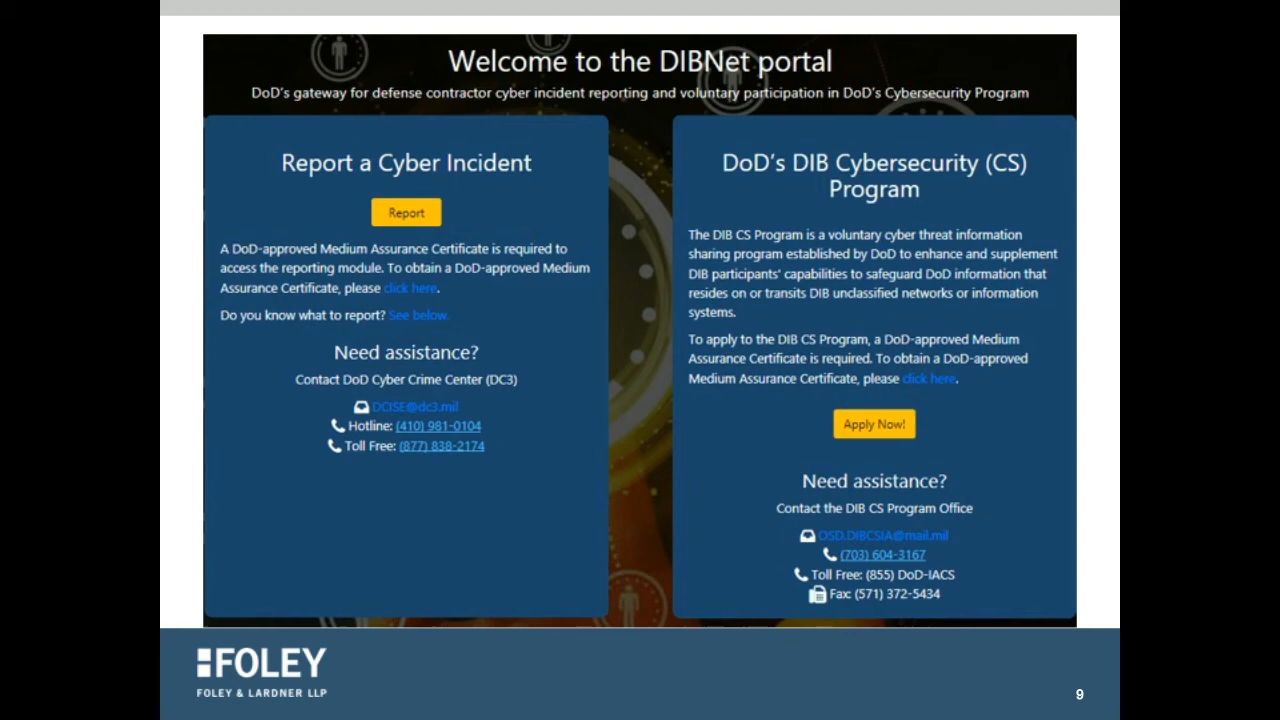 Welcome to the DIBNet portal
DoD's gateway for defense contractor cyber incident reporting and voluntary participation in DoD's Cybersecurity Program
Report a Cyber Incident
Report
A DoD-approved Medium Assurance Certificate is required to
access the reporting module. To obtain a DoD-approved Medium
Assurance Certificate, please click here.
Do you know what to report? See below.
Need assistance?
Contact DoD Cyber Crime Center (DC3)
DCISE@dc3.mil
Hotline: (410) 981-0104
Toll Free: (877) 838-2174
DoD's DIB Cybersecurity (CS)
Program
The DIB CS Program is a voluntary cyber threat information
sharing program established by DoD to enhance and supplement
DIB participants' capabilities to safeguard DoD information that
resides on or transits DIB unclassified networks or information
systems.
To apply to the DIB CS Program, a DoD-approved Medium
Assurance Certificate is required. To obtain a DoD-approved
Medium Assurance Certificate, please click here.
Apply Now!
Need assistance?
Contact the DIB CS Program Office
OSD.DIBCSIA@mail.mil
(703) 604-3167
Toll Free: (855) DoD-IACS
Fax: (571) 372-5434
FOLEY
FOLEY & LARDNER LLP
9